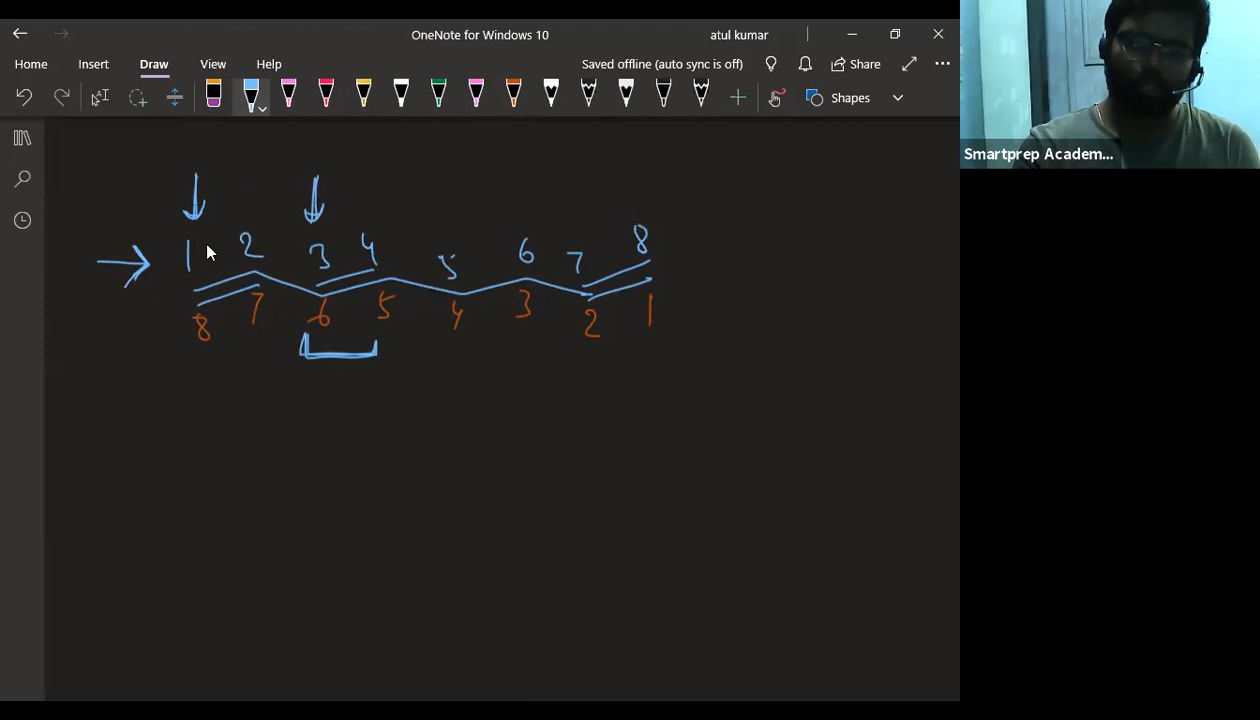 OneNote for Windows 10
atul kumar
Home Insert Draw View Help
Saved offline (auto sync is off)
Share
Shapes
Smartprep Academ...
1 2 3 4 5 6 7 8
8 7 6 5 4 3 2 1